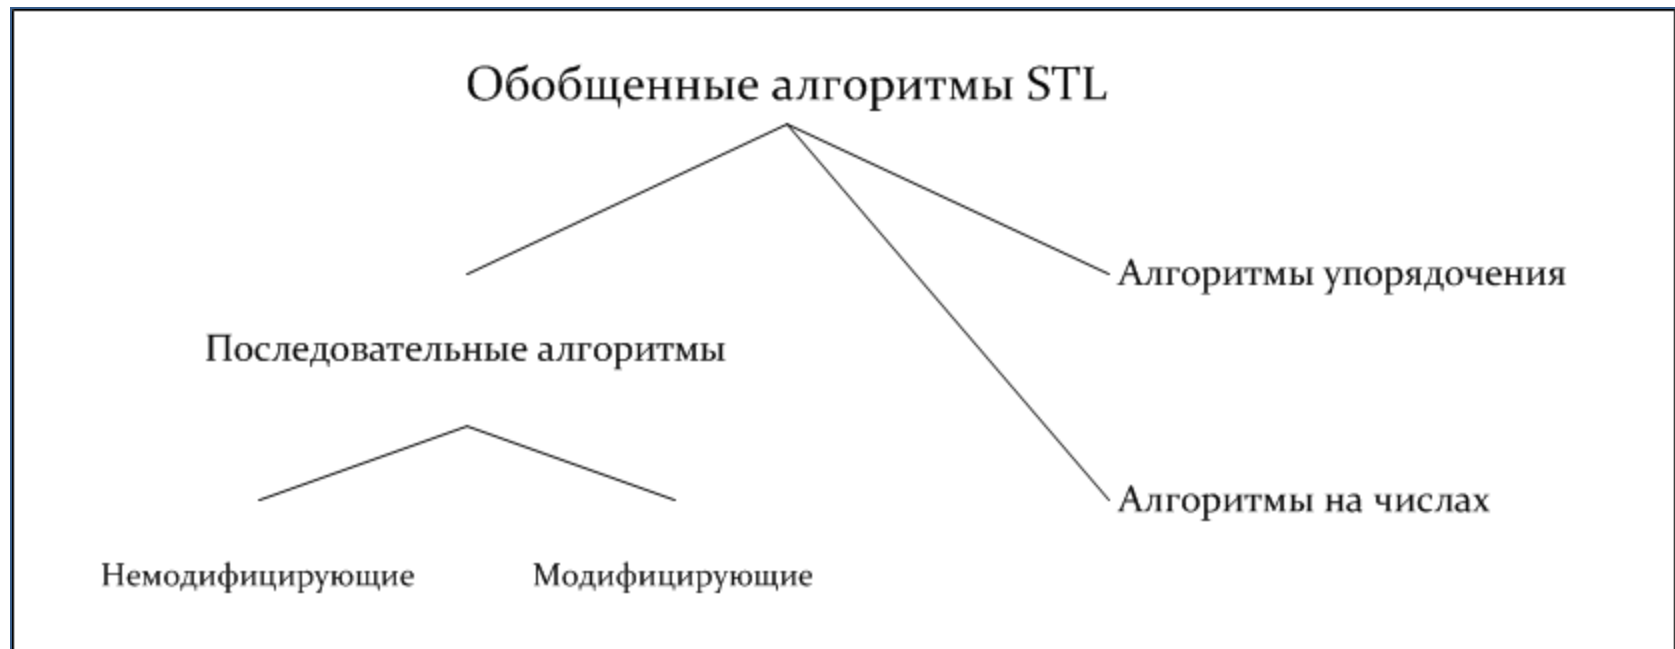 Обобщенные алгоритмы STL
Алгоритмы упорядочения
Последовательные алгоритмы
Алгоритмы на числах
Немодифицирующие
Модифицирующие